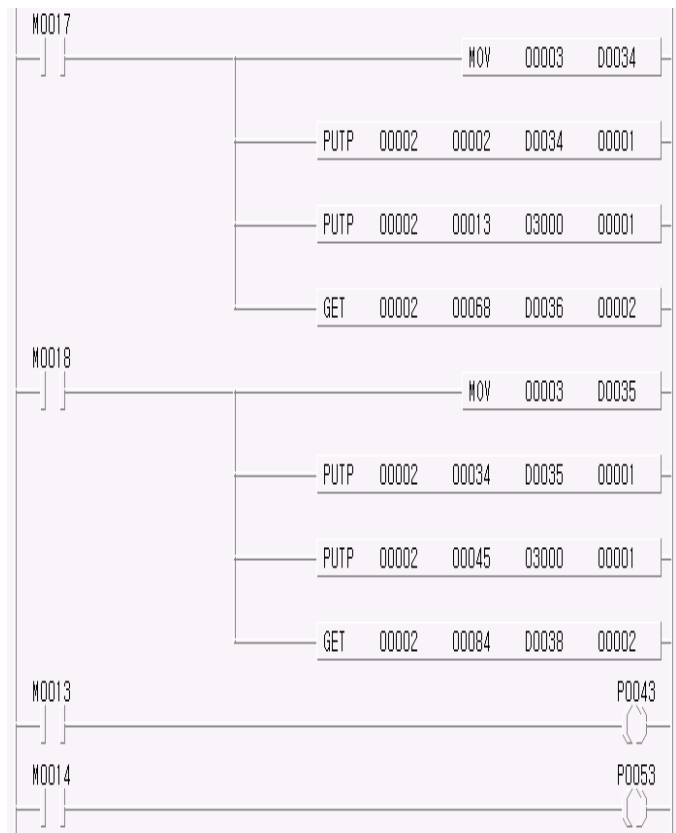 M0017
MOV 00003 D0034
PUTP 00002 00002 D0034 00001
PUTP 00002 00013 03000 00001
GET 00002 00068 D0036 00002
M0018
MOV 00003 D0035
PUTP 00002 00034 D0035 00001
PUTP 00002 00045 03000 00001
GET 00002 00084 D0038 00002
M0013 P0043
M0014 P0053